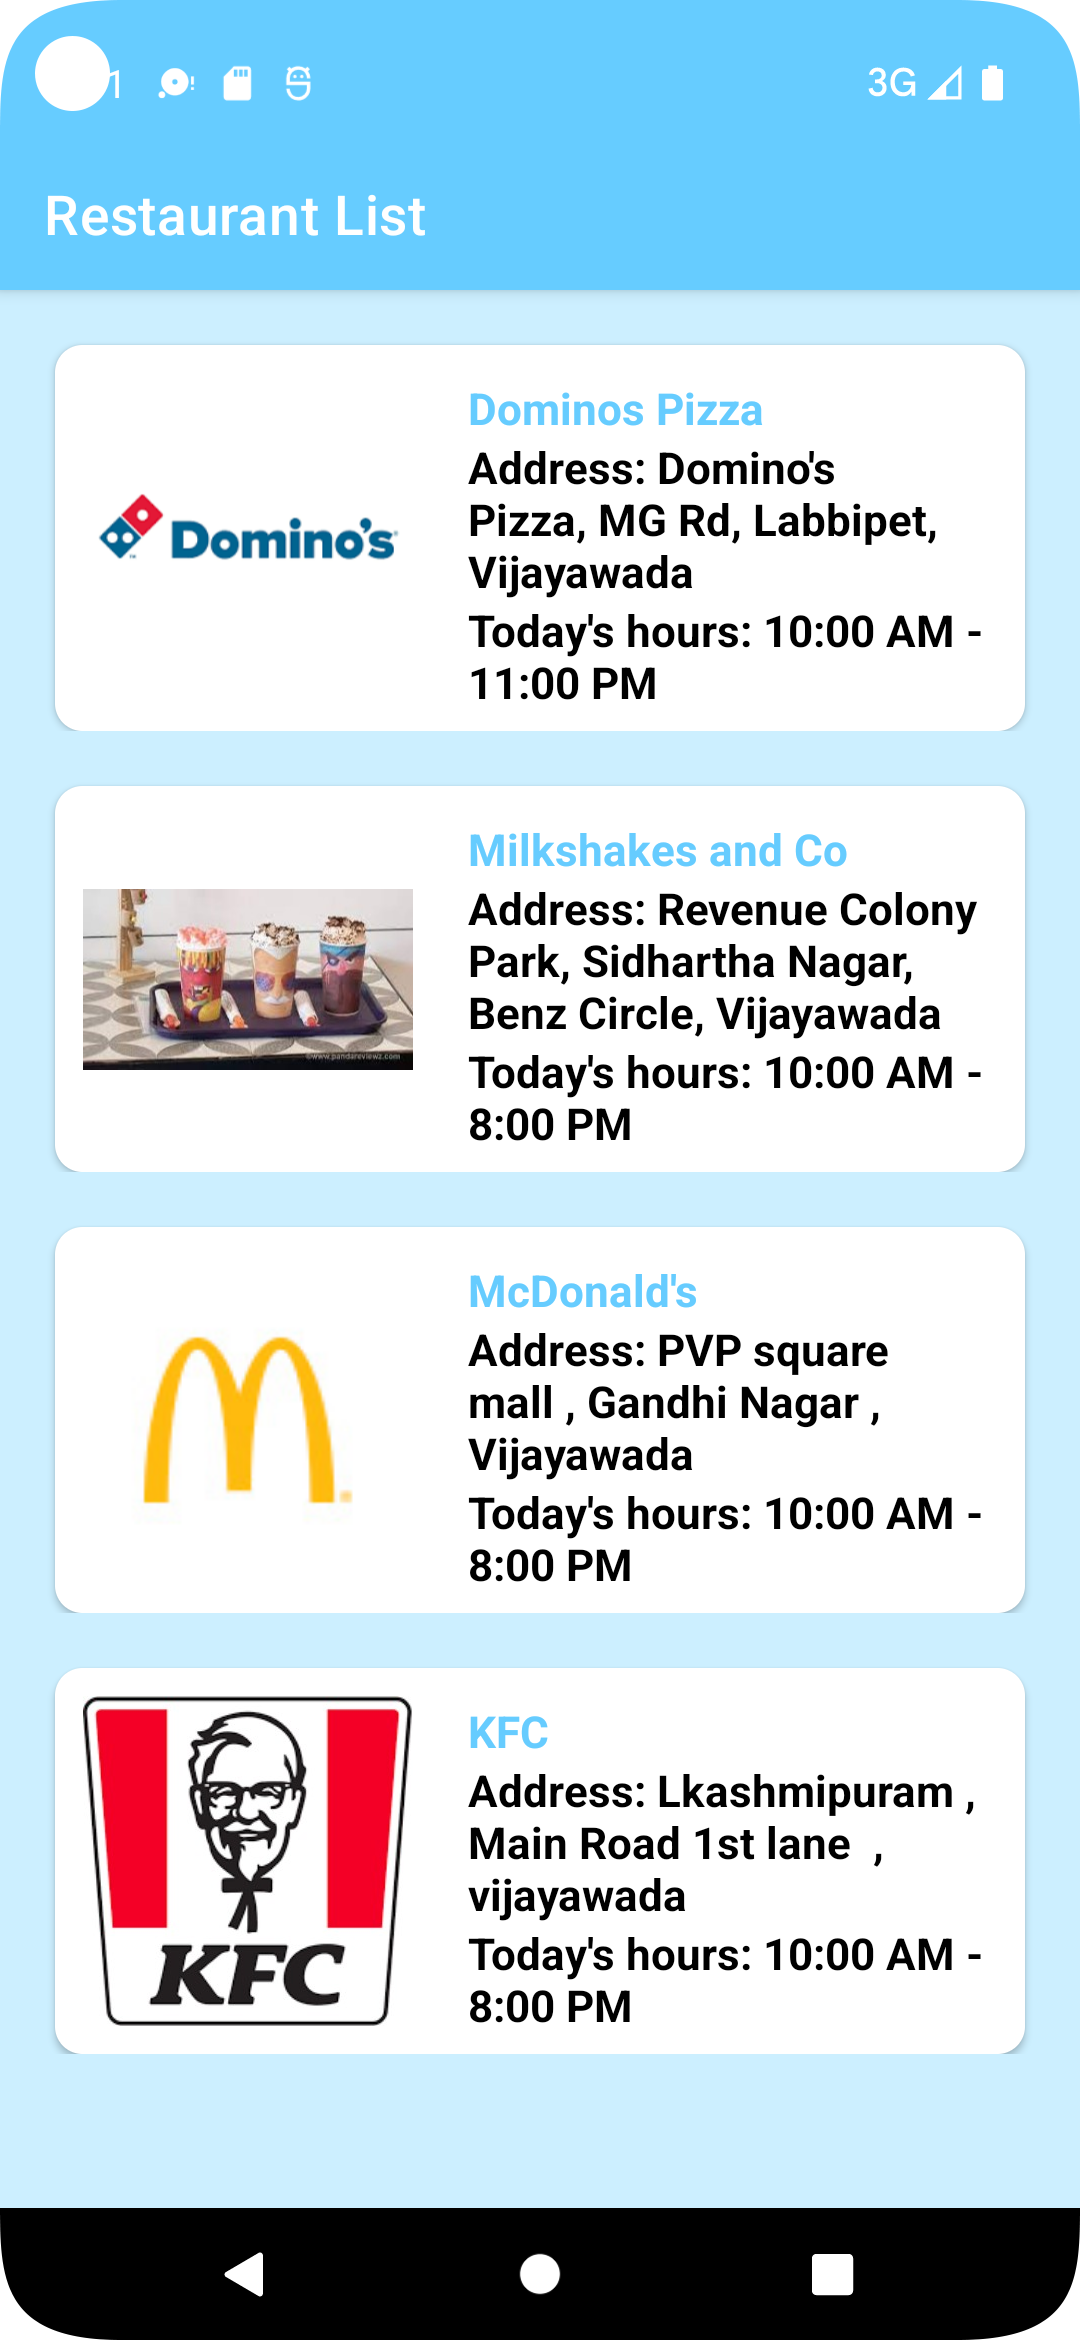 1
3G
Restaurant List
Dominos Pizza
Address: Domino's
Pizza, MG Rd, Labbipet,
Vijayawada
Today's hours: 10:00 AM -
11:00 PM
Domino's
Milkshakes and Co
Address: Revenue Colony
Park, Sidhartha Nagar,
Benz Circle, Vijayawada
Today's hours: 10:00 AM -
8:00 PM
©www.pandareviewz.com
McDonald's
Address: PVP square
mall , Gandhi Nagar ,
Vijayawada
Today's hours: 10:00 AM -
8:00 PM
KFC
Address: Lkashmipuram ,
Main Road 1st lane  ,
vijayawada
Today's hours: 10:00 AM -
8:00 PM
KFC